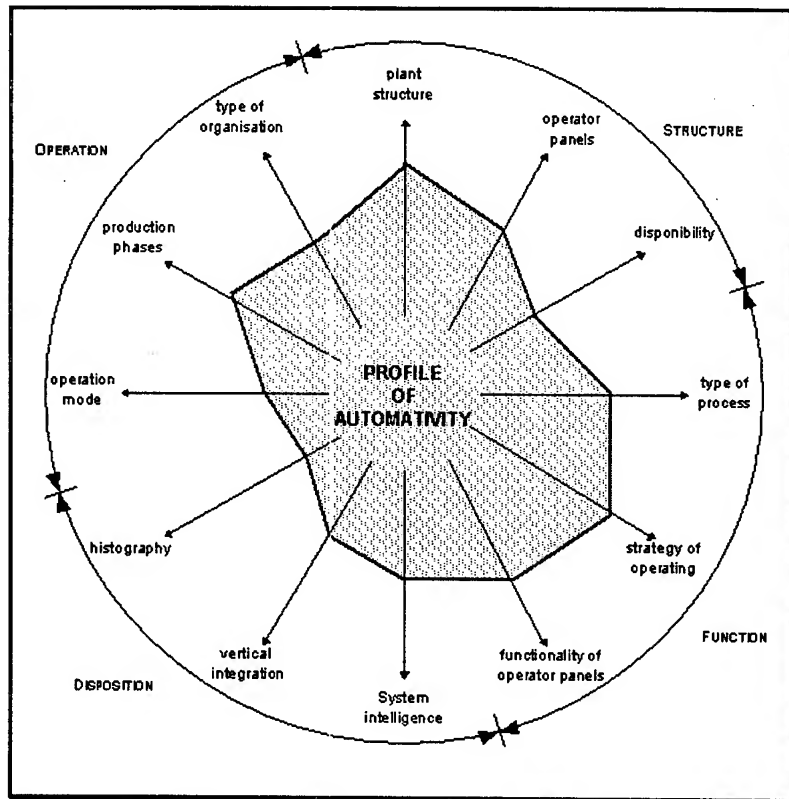 plant
structure
type of
organisation
operator
panels
OPERATION
STRUCTURE
production
phases
disponibility
PROFILE
OF
AUTOMATIVITY
operation
mode
type of
process
histography
strategy of
operating
vertical
integration
functionality of
operator panels
FUNCTION
DISPOSITION
System
intelligence